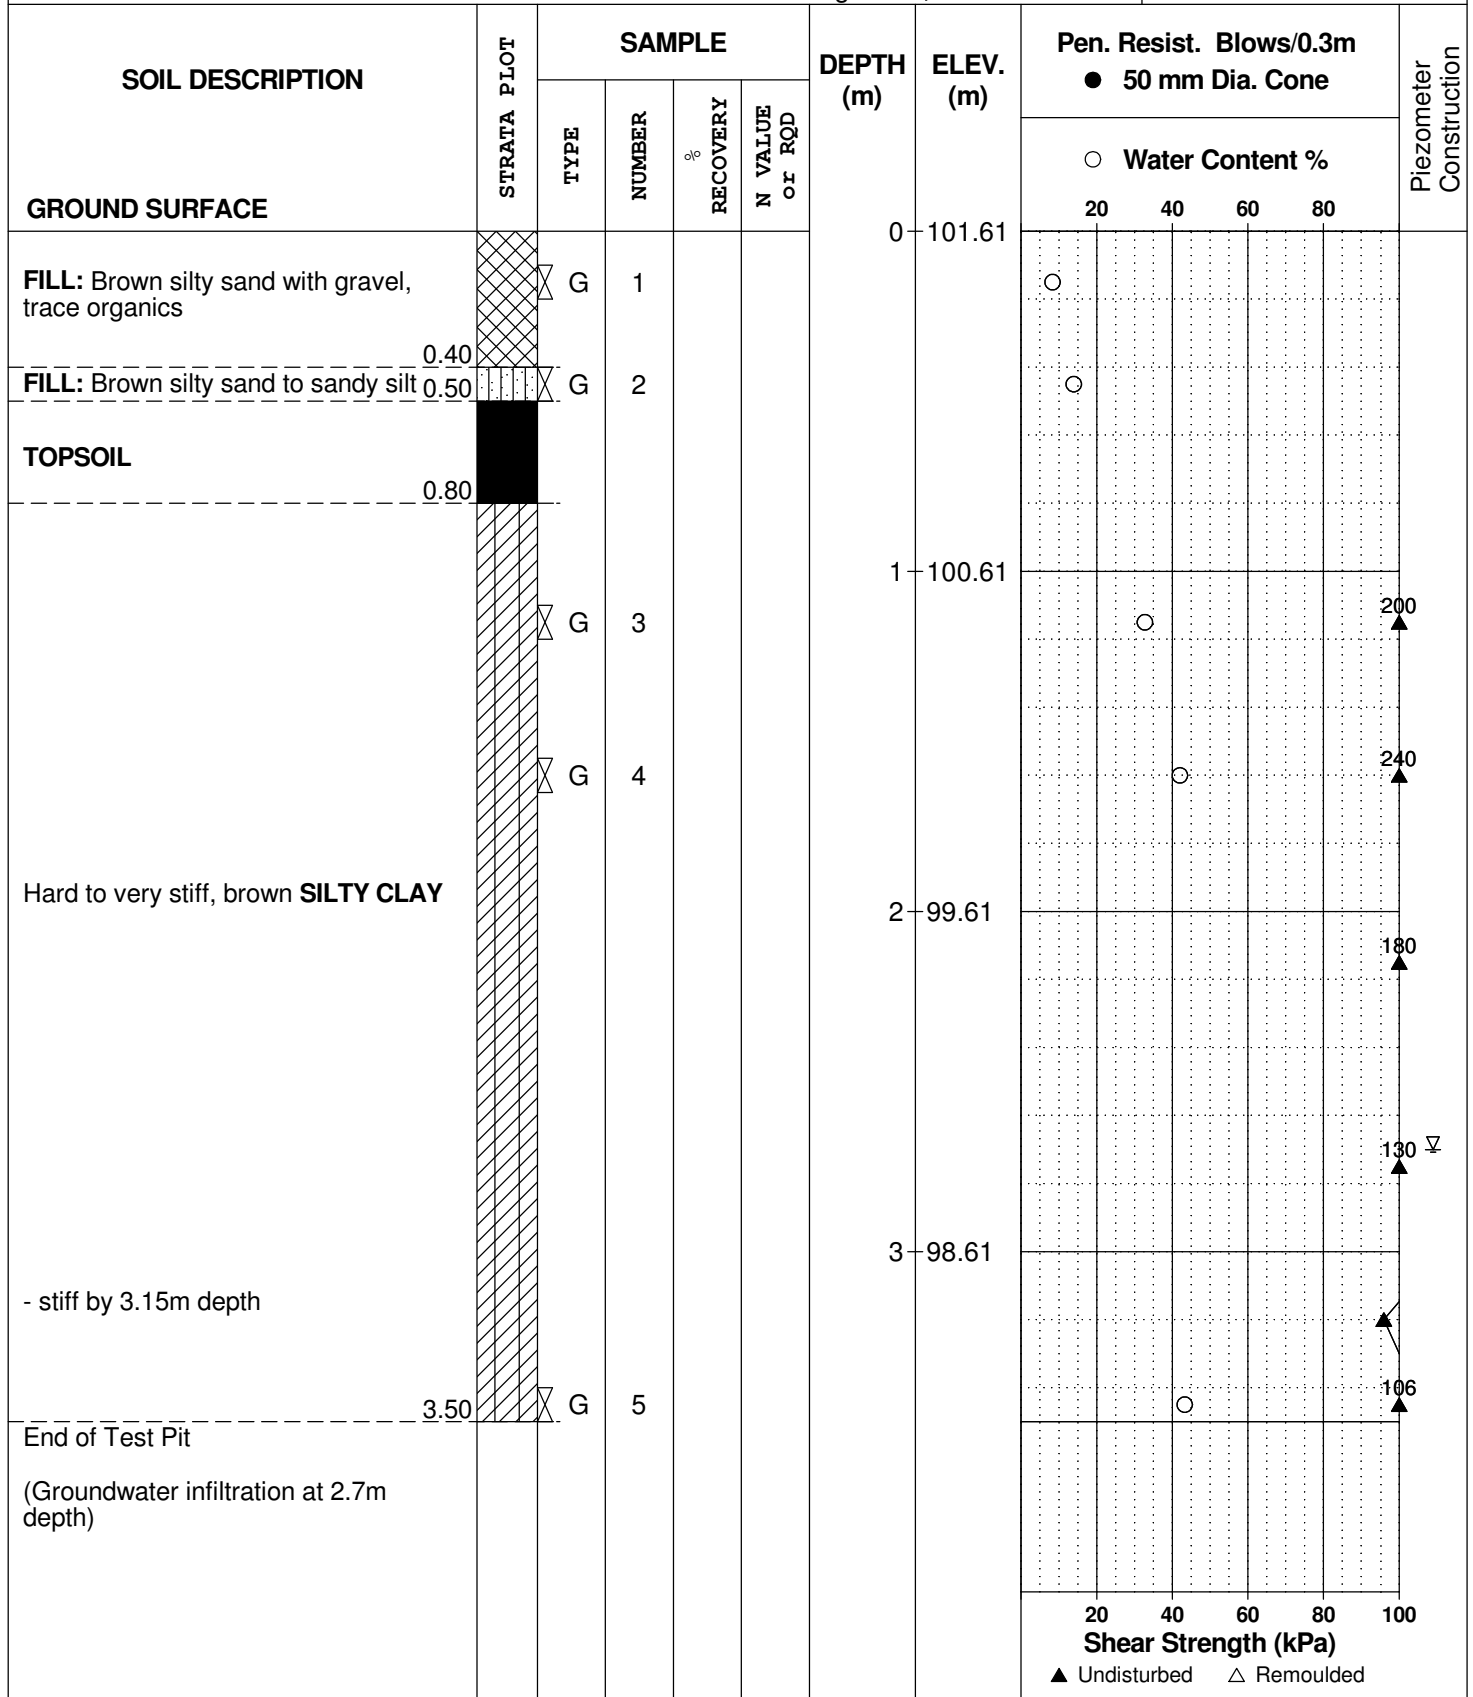 SOIL DESCRIPTION
GROUND SURFACE
STRATA PLOT
SAMPLE
TYPE
NUMBER
%
RECOVERY
N VALUE
or RQD
DEPTH
(m)
ELEV.
(m)
Pen. Resist. Blows/0.3m
● 50 mm Dia. Cone
○ Water Content %
Piezometer
Construction
20 40 60 80
0 101.61
FILL: Brown silty sand with gravel,
trace organics
G 1
0.40
FILL: Brown silty sand to sandy silt 0.50
G 2
TOPSOIL
0.80
1 100.61
200
G 3
240
G 4
Hard to very stiff, brown SILTY CLAY
2 99.61
180
130
3 98.61
- stiff by 3.15m depth
106
3.50
G 5
End of Test Pit
(Groundwater infiltration at 2.7m
depth)
20 40 60 80 100
Shear Strength (kPa)
▲ Undisturbed △ Remoulded